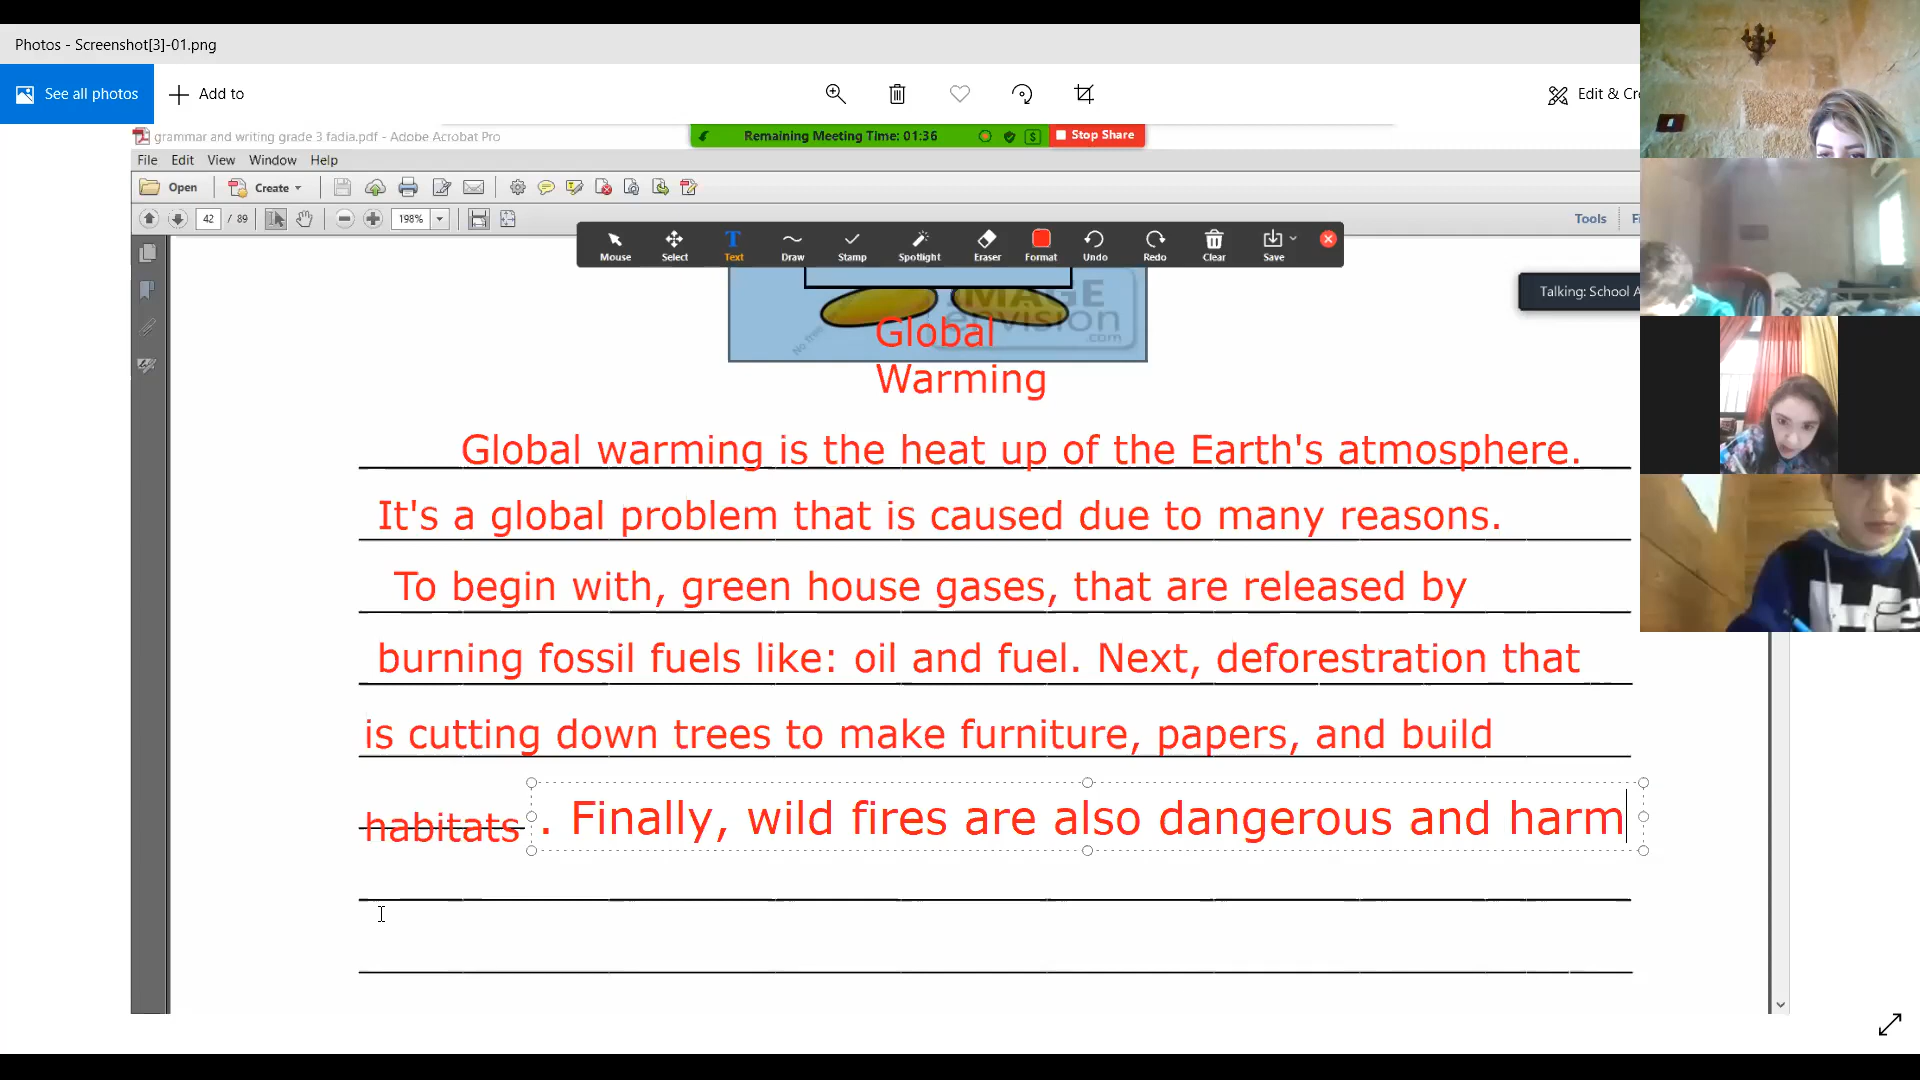 Photos - Screenshot[3]-01.png
See all photos
Add to
Edit & Cre
grammar and writing grade 3 fadia.pdf - Adobe Acrobat Pro
Remaining Meeting Time: 01:36
Stop Share
File Edit View Window Help
Open Create
42 / 89 198% Tools
Mouse Select Text Draw Stamp Spotlight Eraser Format Undo Redo Clear Save
Talking: School A
IMAGE
envision
.com
No free
Global
Warming
Global warming is the heat up of the Earth's atmosphere.
It's a global problem that is caused due to many reasons.
To begin with, green house gases, that are released by
burning fossil fuels like: oil and fuel. Next, deforestration that
is cutting down trees to make furniture, papers, and build
habitats . Finally, wild fires are also dangerous and harm